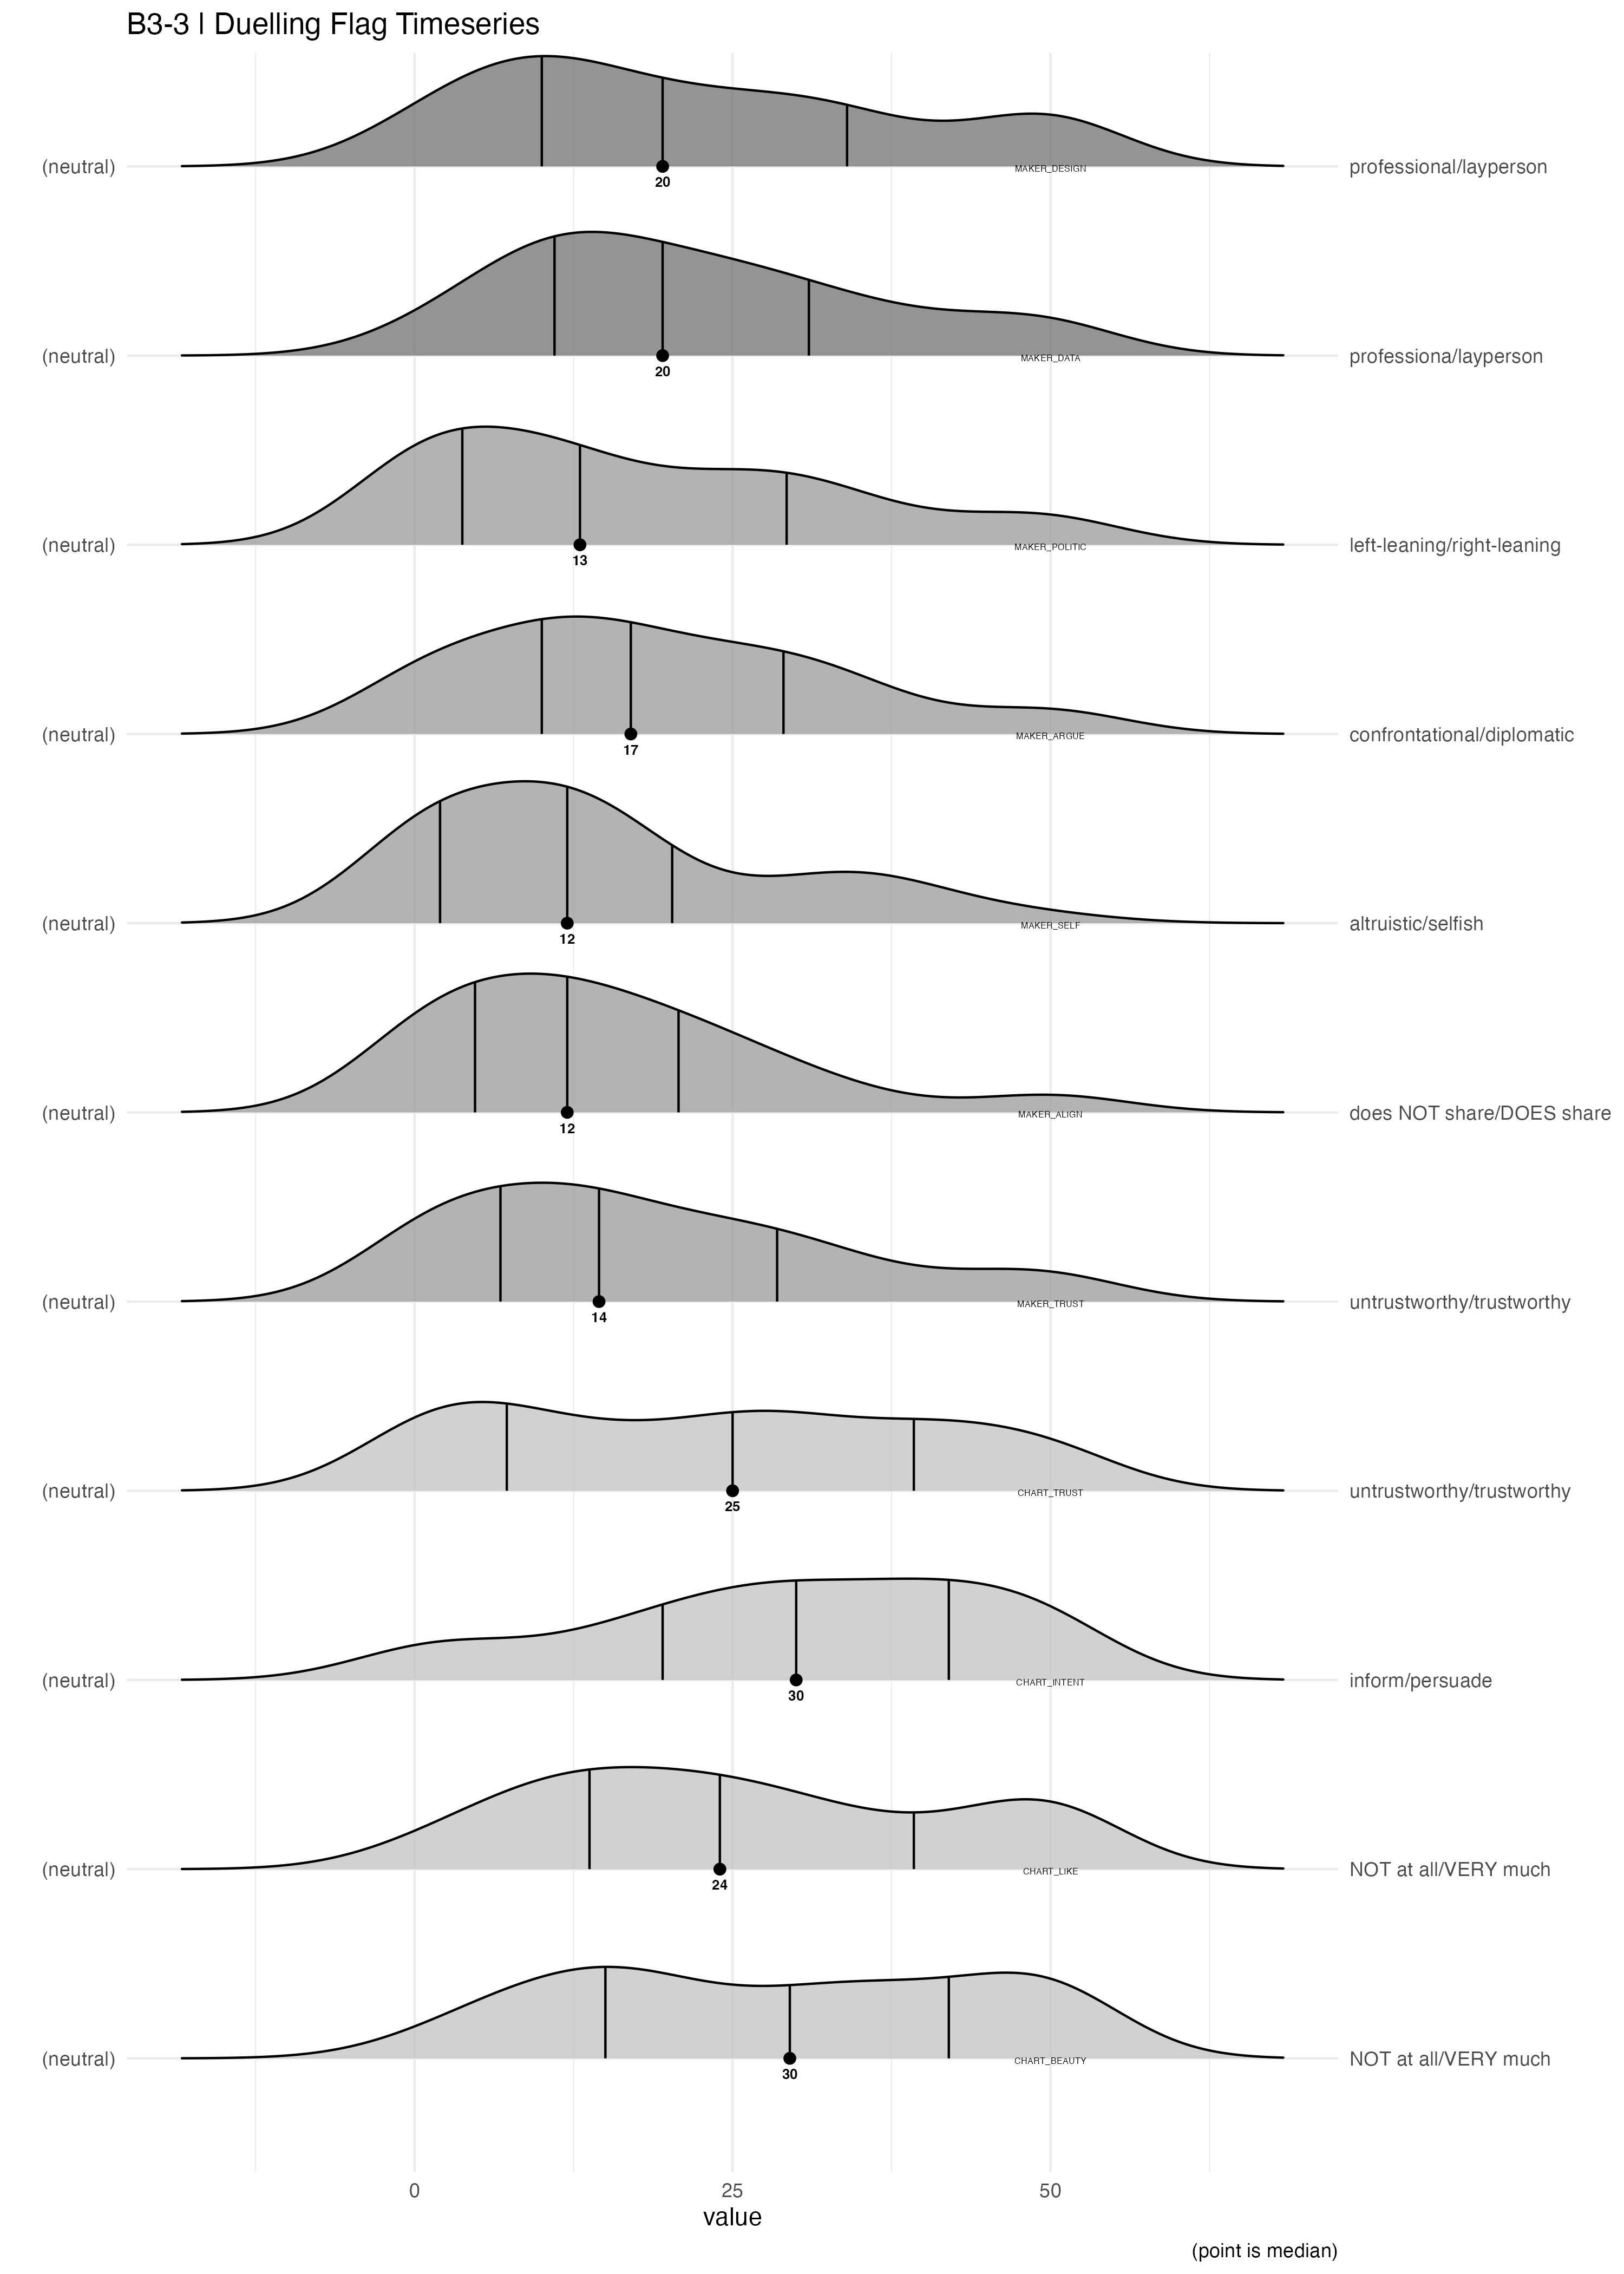 B3-3 | Duelling Flag Timeseries
(neutral) MAKER_DESIGN professional/layperson
20
(neutral) MAKER_DATA professiona/layperson
20
(neutral) MAKER_POLITIC left-leaning/right-leaning
13
(neutral) MAKER_ARGUE confrontational/diplomatic
17
(neutral) MAKER_SELF altruistic/selfish
12
(neutral) MAKER_ALIGN does NOT share/DOES share
12
(neutral) MAKER_TRUST untrustworthy/trustworthy
14
(neutral) CHART_TRUST untrustworthy/trustworthy
25
(neutral) CHART_INTENT inform/persuade
30
(neutral) CHART_LIKE NOT at all/VERY much
24
(neutral) CHART_BEAUTY NOT at all/VERY much
30
0 25 50
value
(point is median)